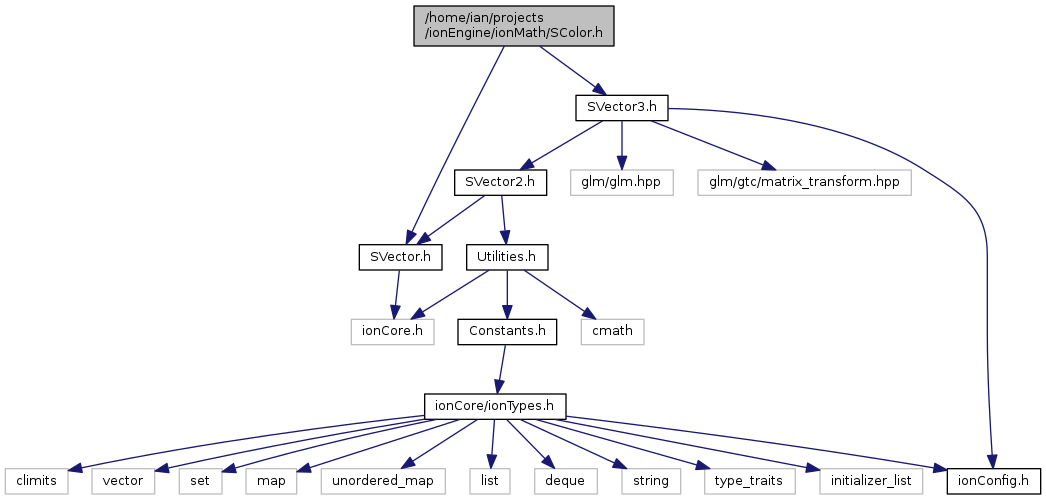 /home/ian/projects
/ionEngine/ionMath/SColor.h
SVector3.h
SVector2.h
glm/glm.hpp
glm/gtc/matrix_transform.hpp
SVector.h
Utilities.h
ionCore.h
Constants.h
cmath
ionCore/ionTypes.h
climits
vector
set
map
unordered_map
list
deque
string
type_traits
initializer_list
ionConfig.h